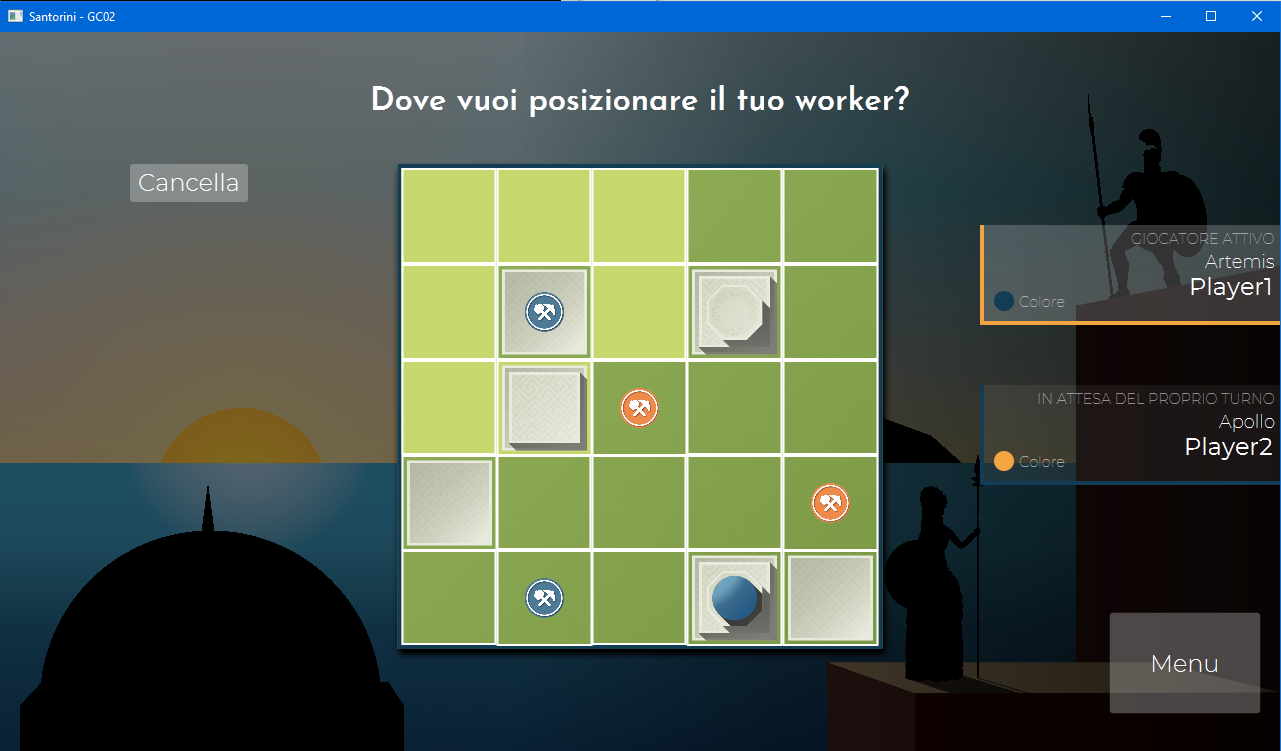 Santorini - GC02
Dove vuoi posizionare il tuo worker?
Cancella
GIOCATORE ATTIVO
Artemis
Player1
Colore
IN ATTESA DEL PROPRIO TURNO
Apollo
Player2
Colore
Menu